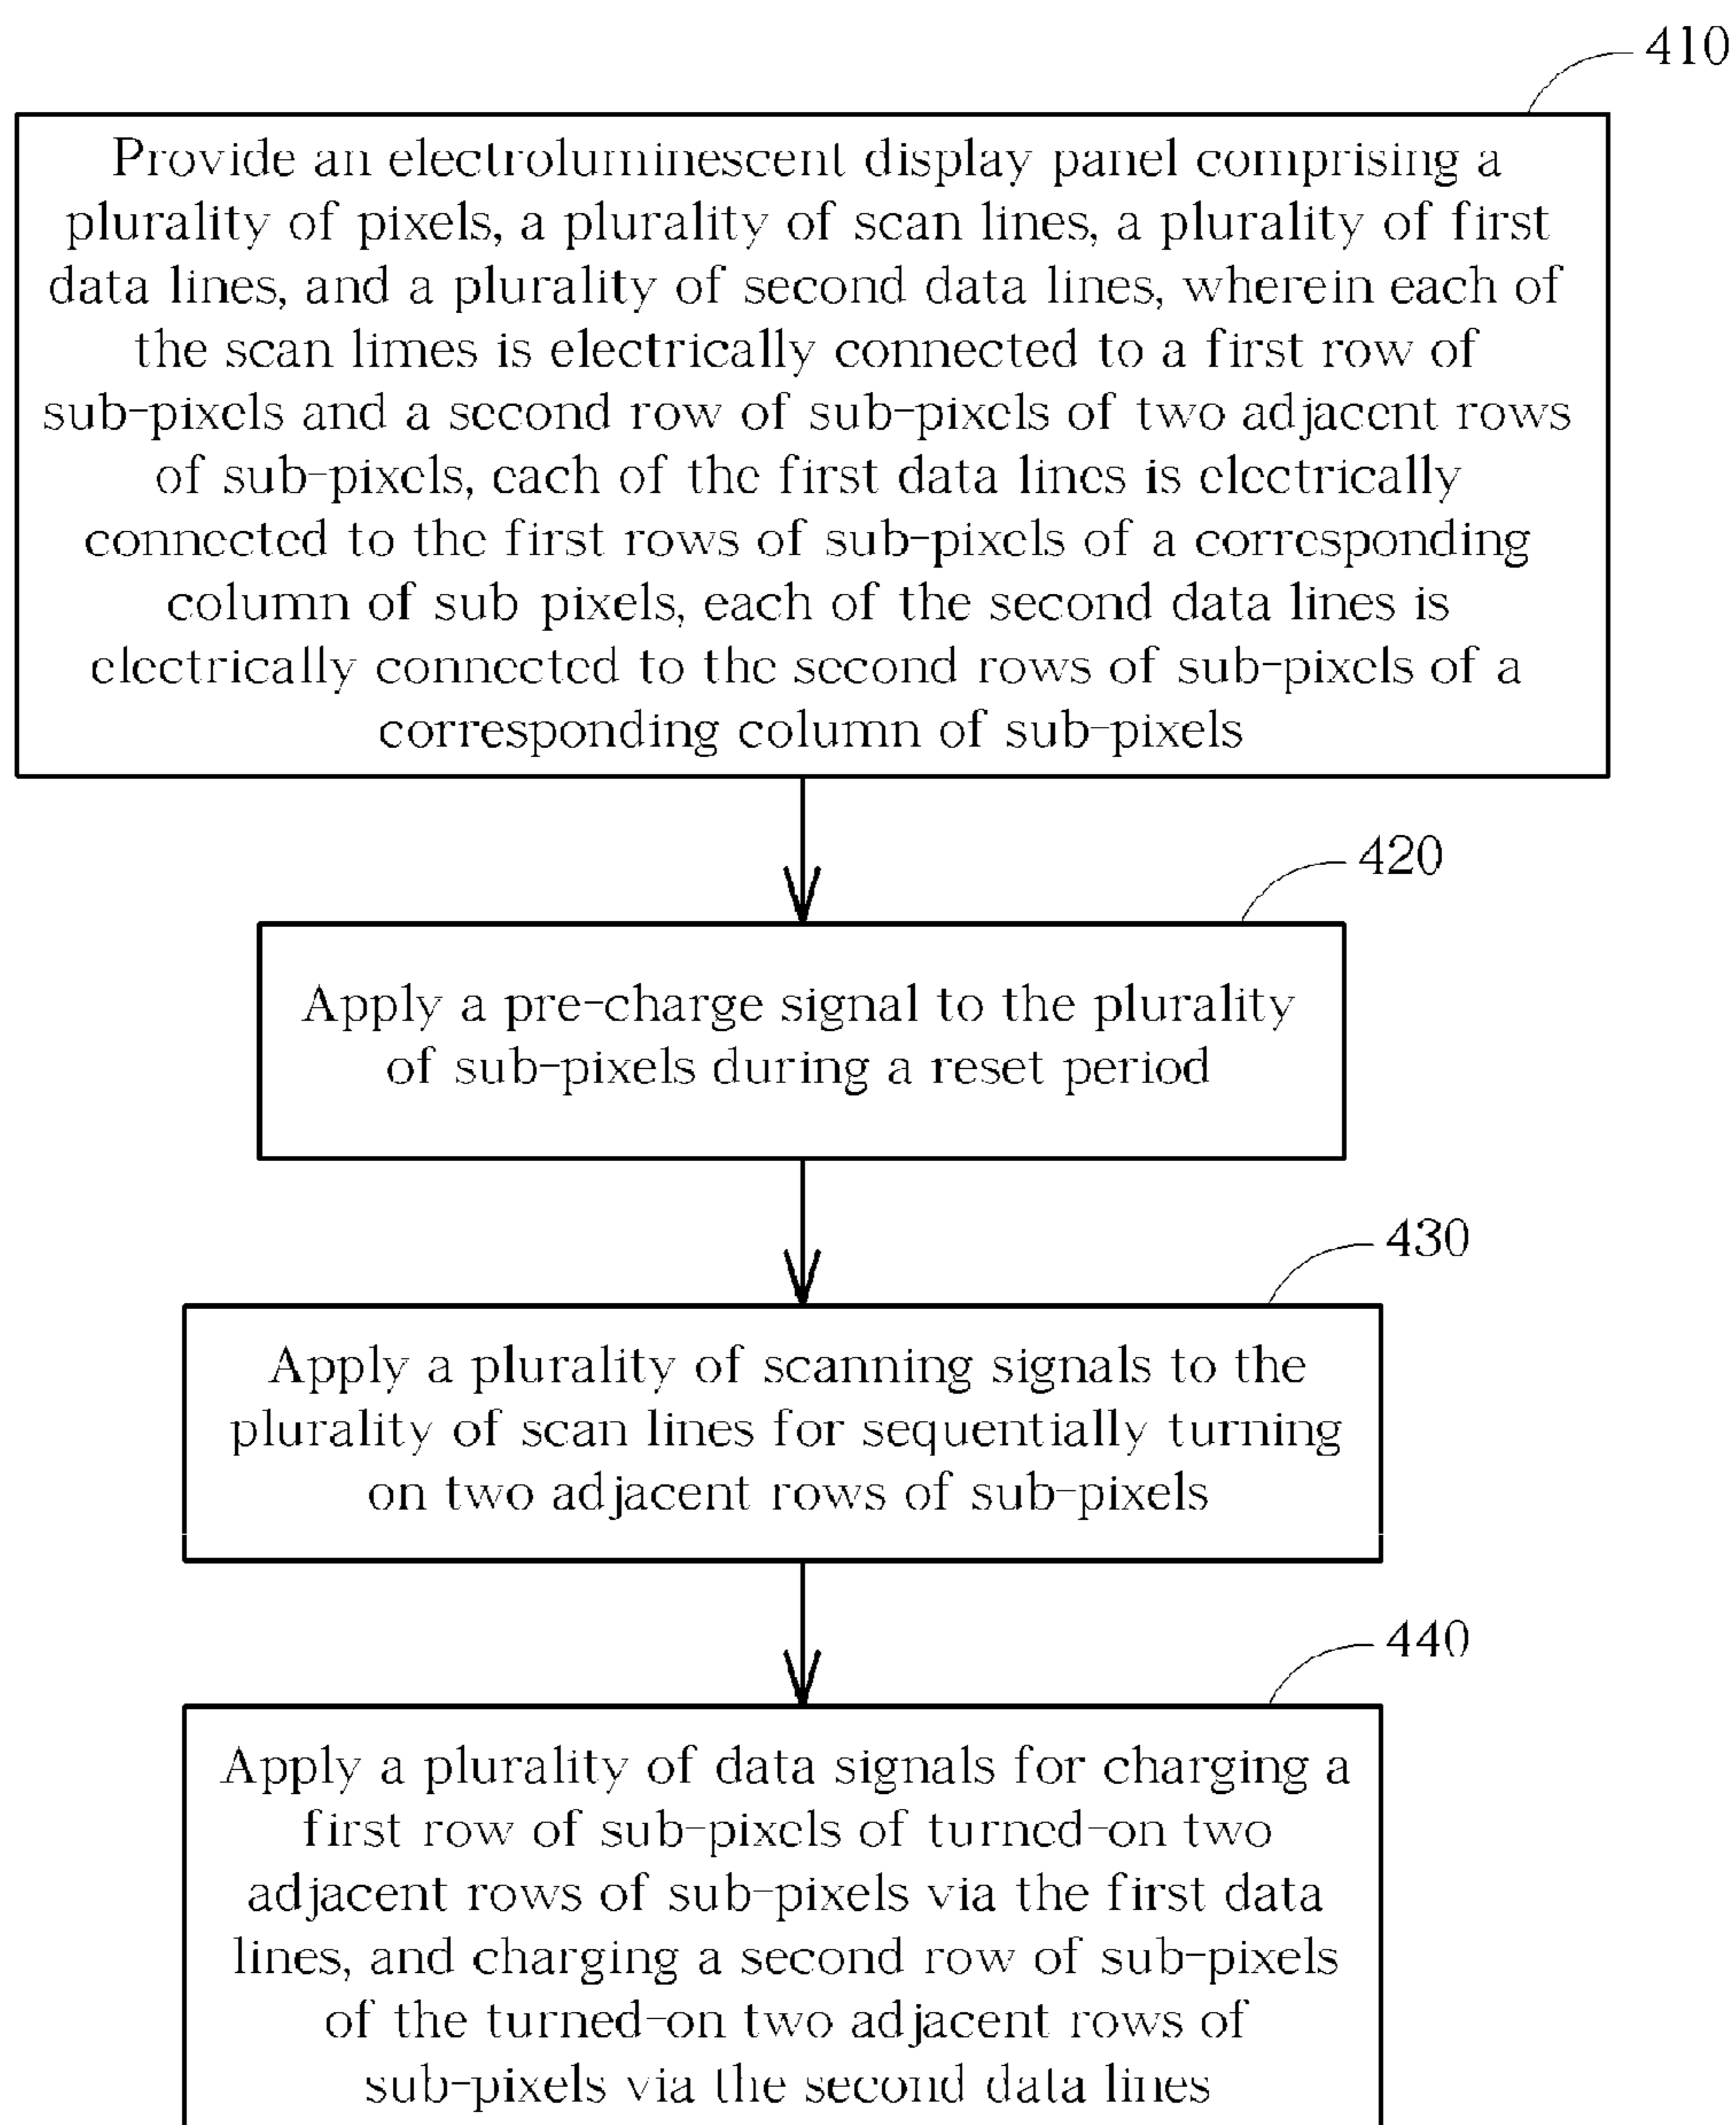 410
Provide an electroluminescent display panel comprising a
plurality of pixels, a plurality of scan lines, a plurality of first
data lines, and a plurality of second data lines, wherein each of
the scan limes is electrically connected to a first row of
sub-pixels and a second row of sub-pixels of two adjacent rows
of sub-pixels, each of the first data lines is electrically
connected to the first rows of sub-pixels of a corresponding
column of sub pixels, each of the second data lines is
electrically connected to the second rows of sub-pixels of a
corresponding column of sub-pixels
420
Apply a pre-charge signal to the plurality
of sub-pixels during a reset period
430
Apply a plurality of scanning signals to the
plurality of scan lines for sequentially turning
on two adjacent rows of sub-pixels
440
Apply a plurality of data signals for charging a
first row of sub-pixels of turned-on two
adjacent rows of sub-pixels via the first data
lines, and charging a second row of sub-pixels
of the turned-on two adjacent rows of
sub-pixels via the second data lines